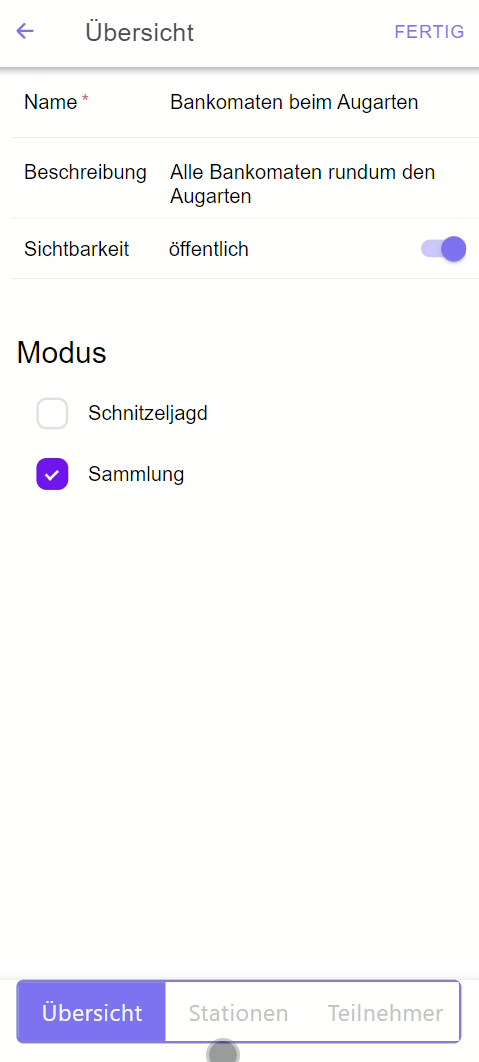 Übersicht FERTIG
Name * Bankomaten beim Augarten
Beschreibung Alle Bankomaten rundum den
Augarten
Sichtbarkeit öffentlich
Modus
Schnitzeljagd
Sammlung
Übersicht Stationen Teilnehmer